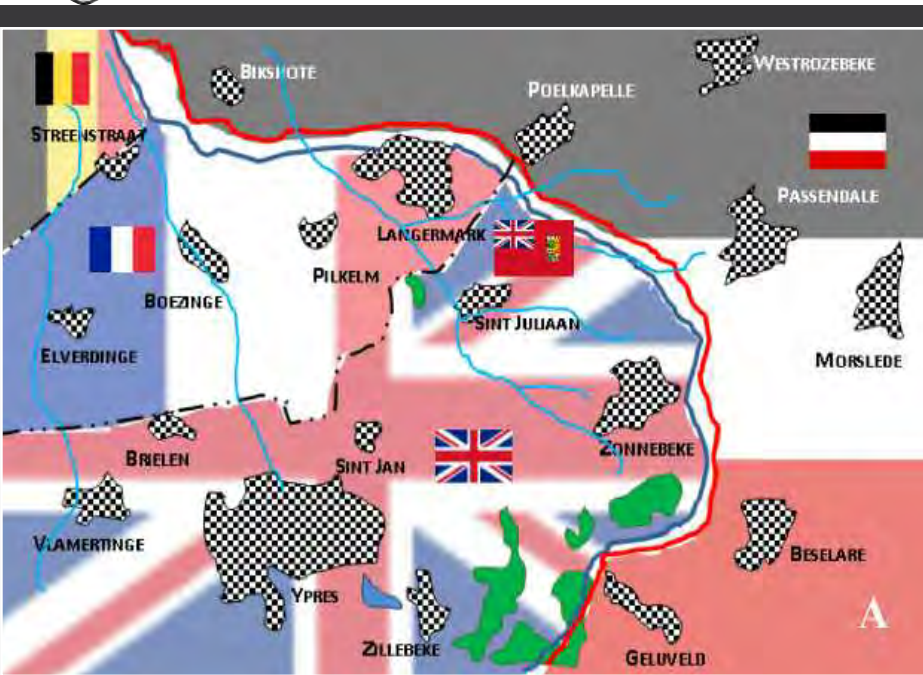 BIKSHOTE
WESTROZEBEKE
POELKAPELLE
STREENSTRAAT
PASSENDALE
LANGERMARK
PILKELM
BOEZINGE
SINT JULIAAN
ELVERDINGE
MORSLEDE
ZONNEBEKE
BRIELEN
SINT JAN
VLAMERTINGE
BESELARE
YPRES
A
ZILLEBEKE
GELUVELD